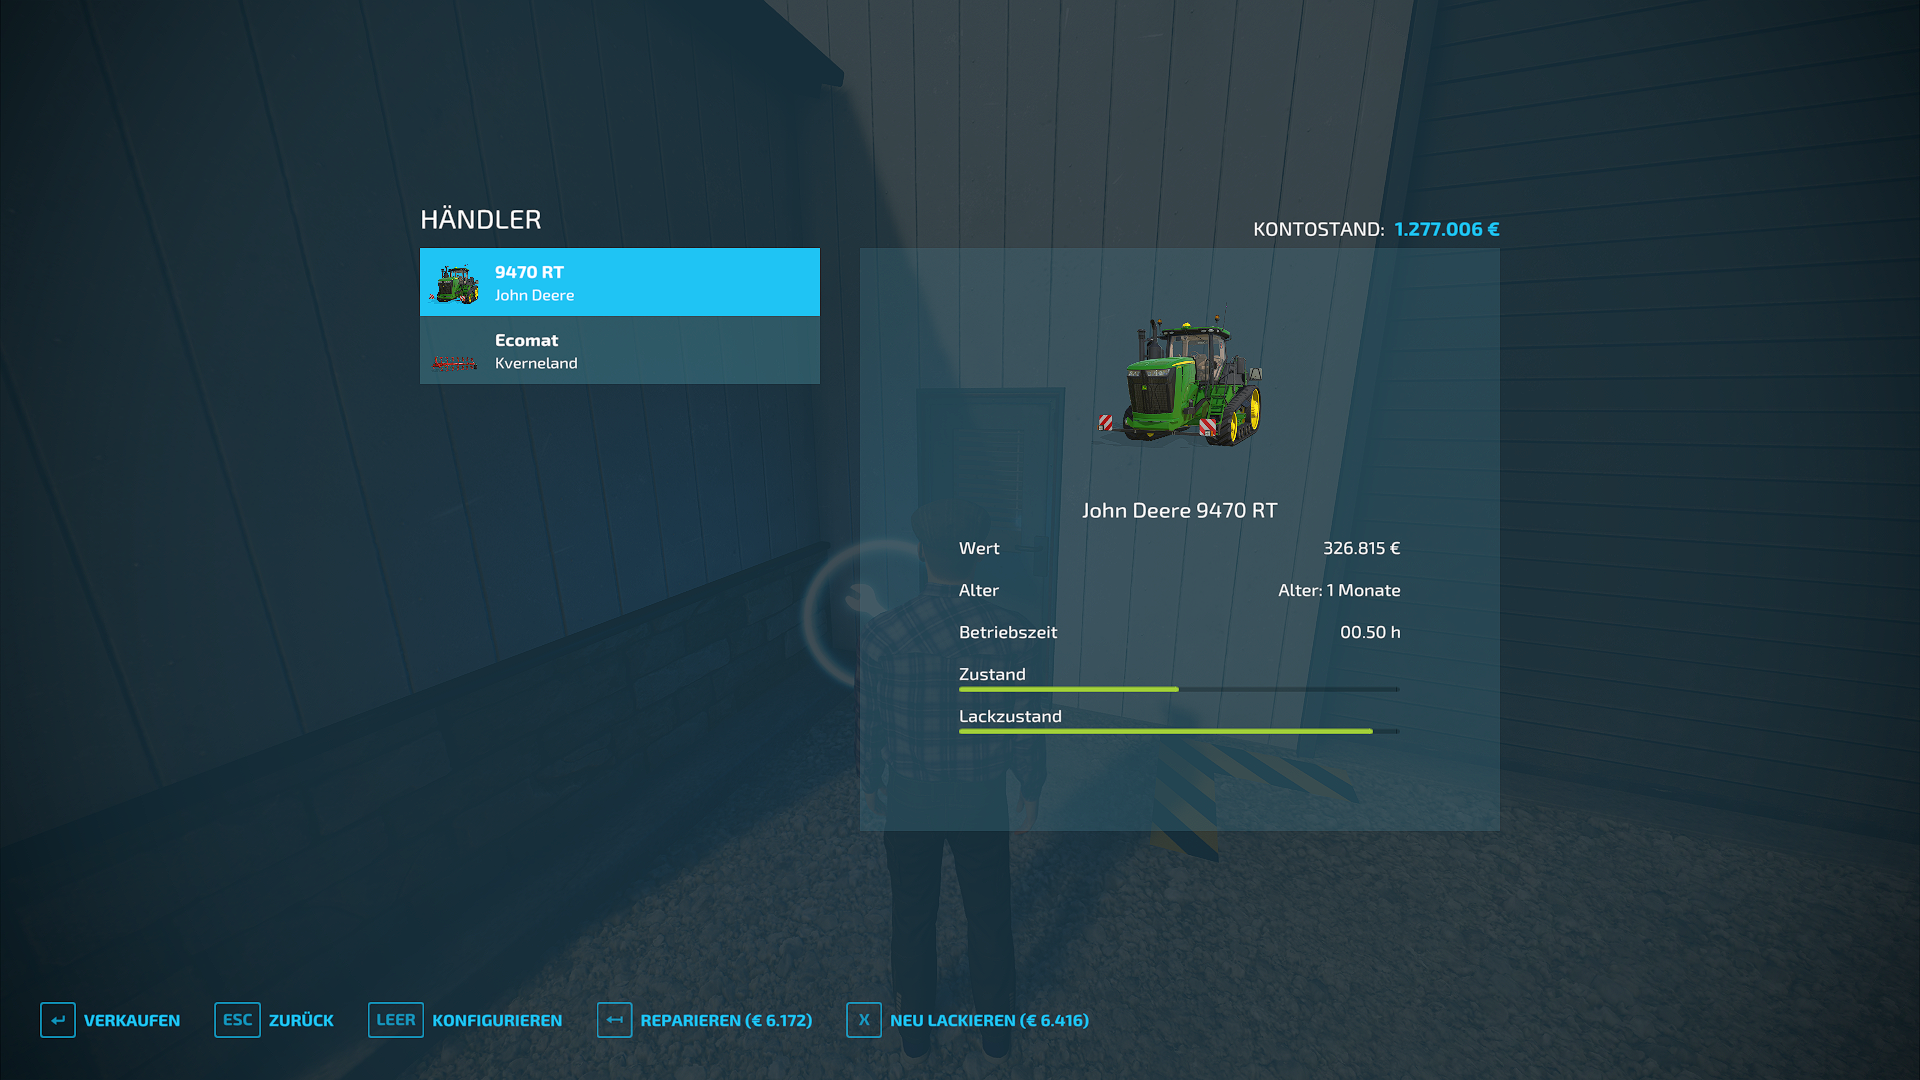 HÄNDLER
KONTOSTAND: 1.277.006 €
9470 RT
John Deere
Ecomat
Kverneland
John Deere 9470 RT
Wert 326.815 €
Alter Alter: 1 Monate
Betriebszeit 00.50 h
Zustand
Lackzustand
VERKAUFEN ESC ZURÜCK LEER KONFIGURIEREN REPARIEREN (€ 6.172) X NEU LACKIEREN (€ 6.416)